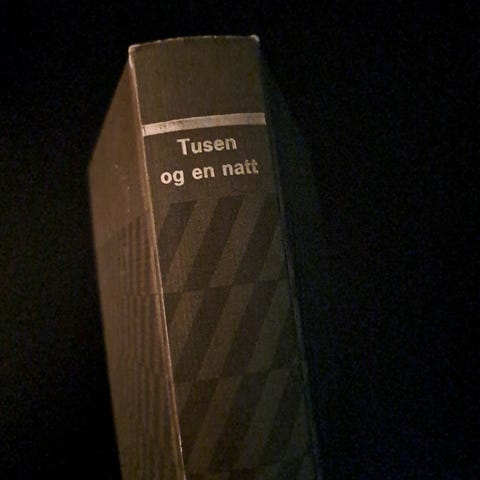 Tusen
og en natt